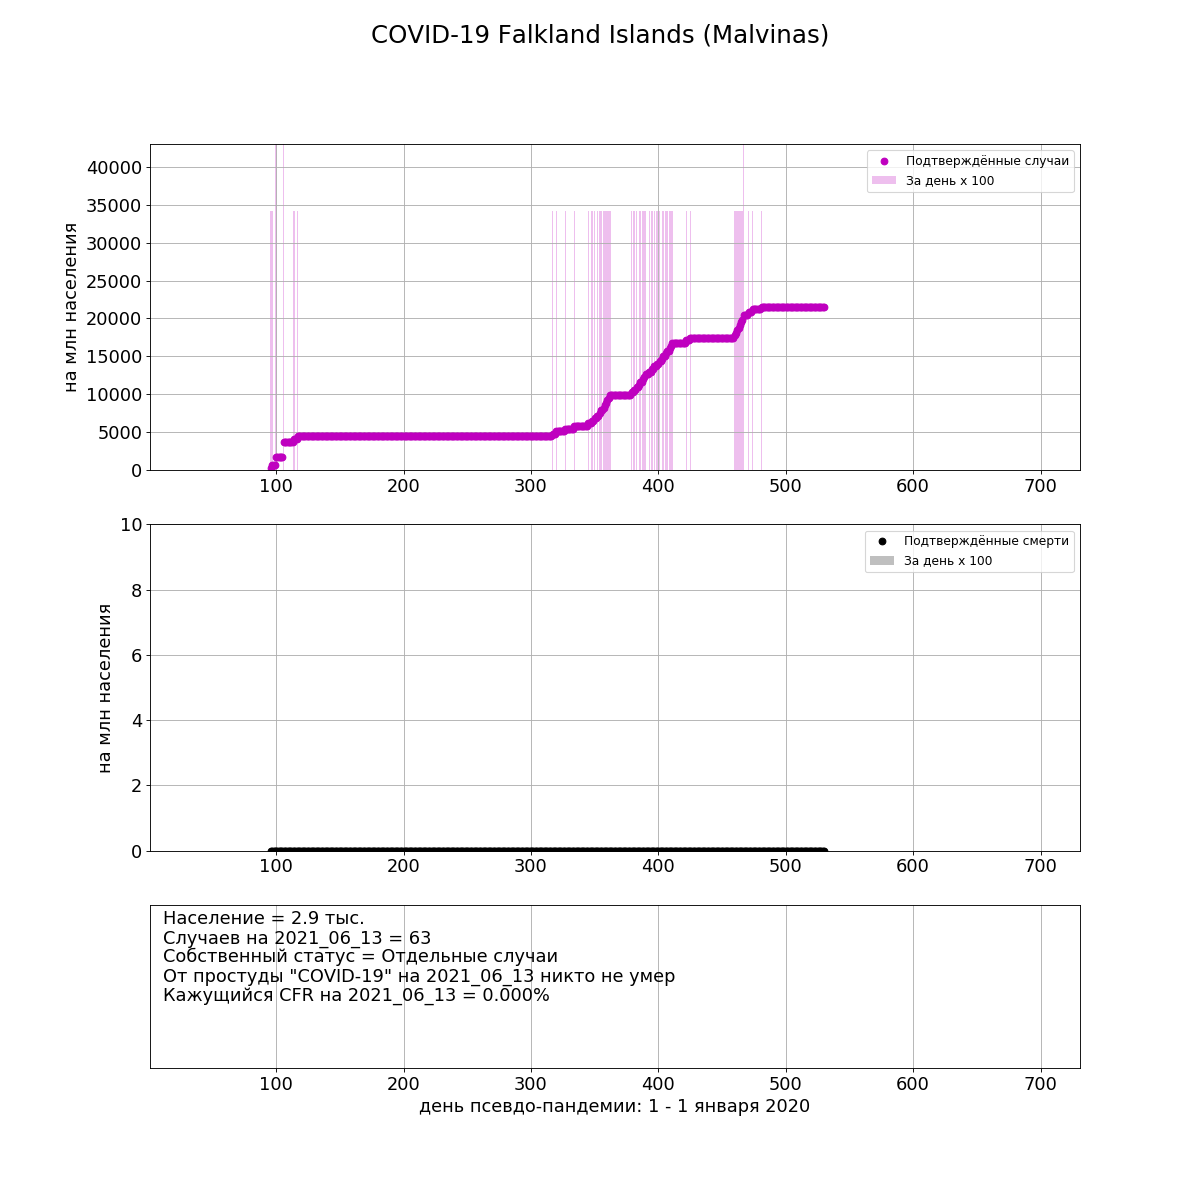 COVID-19 Falkland Islands (Malvinas)
40000
35000
30000
25000
20000
15000
10000
5000
0
на млн населения
Подтверждённые случаи
За день x 100
100 200 300 400 500 600 700
10
8
6
4
2
0
на млн населения
Подтверждённые смерти
За день x 100
100 200 300 400 500 600 700
Население = 2.9 тыс.
Случаев на 2021_06_13 = 63
Собственный статус = Отдельные случаи
От простуды "COVID-19" на 2021_06_13 никто не умер
Кажущийся CFR на 2021_06_13 = 0.000%
100 200 300 400 500 600 700
день псевдо-пандемии: 1 - 1 января 2020